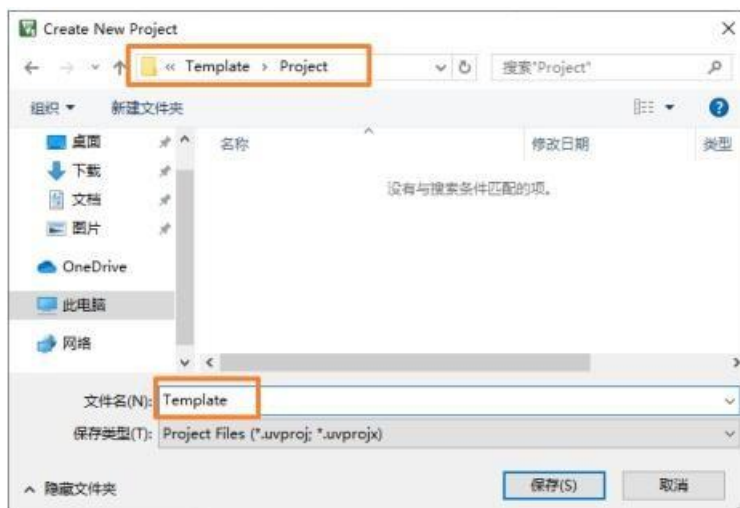 Create New Project
« Template › Project
搜索"Project"
组织
新建文件夹
名称
修改日期
类型
桌面
下载
文档
图片
OneDrive
此电脑
网络
没有与搜索条件匹配的项。
文件名(N): Template
保存类型(T): Project Files (*.uvproj; *.uvprojx)
隐藏文件夹
保存(S)
取消